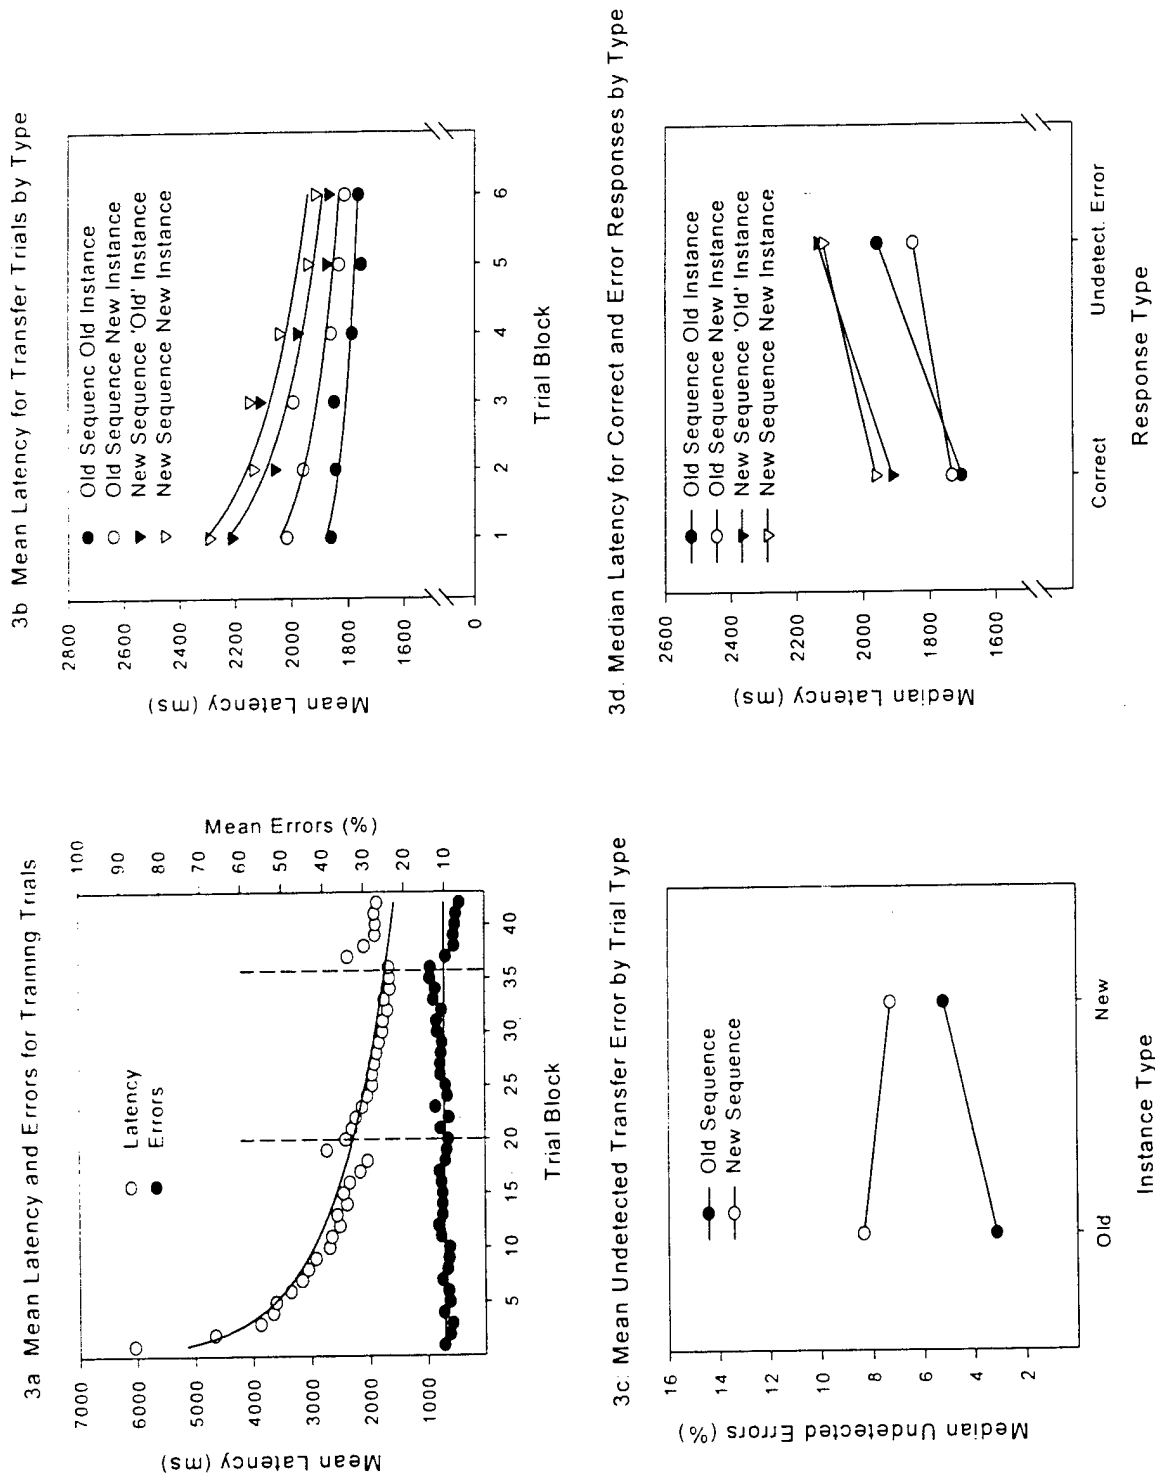 3a Mean Latency and Errors for Training Trials
Mean Latency (ms)
7000
6000
5000
4000
3000
2000
1000
Latency
Errors
Mean Errors (%)
100
90
80
70
60
50
40
30
20
10
5
10
15
20
25
30
35
40
Trial Block
3b Mean Latency for Transfer Trials by Type
Mean Latency (ms)
2800
2600
2400
2200
2000
1800
1600
0
Old Sequenc Old Instance
Old Sequence New Instance
New Sequence 'Old' Instance
New Sequence New Instance
1
2
3
4
5
6
Trial Block
3c. Mean Undetected Transfer Error by Trial Type
Median Undetected Errors (%)
16
14
12
10
8
6
4
2
Old Sequence
New Sequence
Old
New
Instance Type
3d. Median Latency for Correct and Error Responses by Type
Median Latency (ms)
2600
2400
2200
2000
1800
1600
Old Sequence Old Instance
Old Sequence New Instance
New Sequence 'Old' Instance
New Sequence New Instance
Correct
Undetect. Error
Response Type